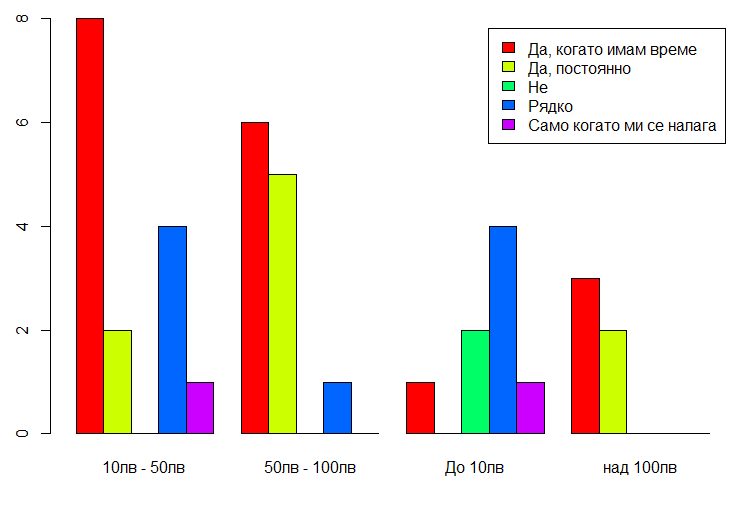 8
6
4
2
0
Да, когато имам време
Да, постоянно
Не
Рядко
Само когато ми се налага
10лв - 50лв
50лв - 100лв
До 10лв
над 100лв